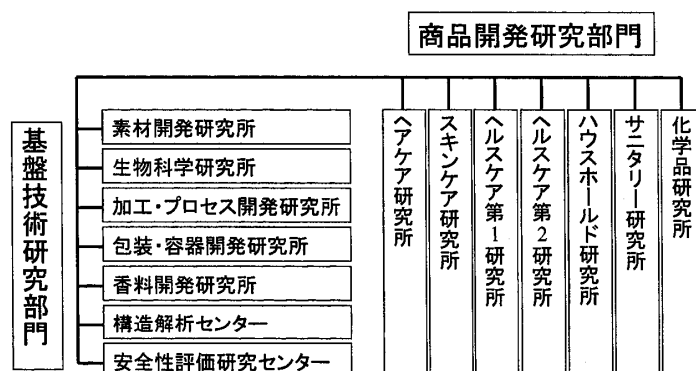 商品開発研究部門
基盤技術研究部門
素材開発研究所
生物科学研究所
加工・プロセス開発研究所
包装・容器開発研究所
香料開発研究所
構造解析センター
安全性評価研究センター
ヘアケア研究所
スキンケア研究所
ヘルスケア第1研究所
ヘルスケア第2研究所
ハウスホールド研究所
サニタリー研究所
化学品研究所